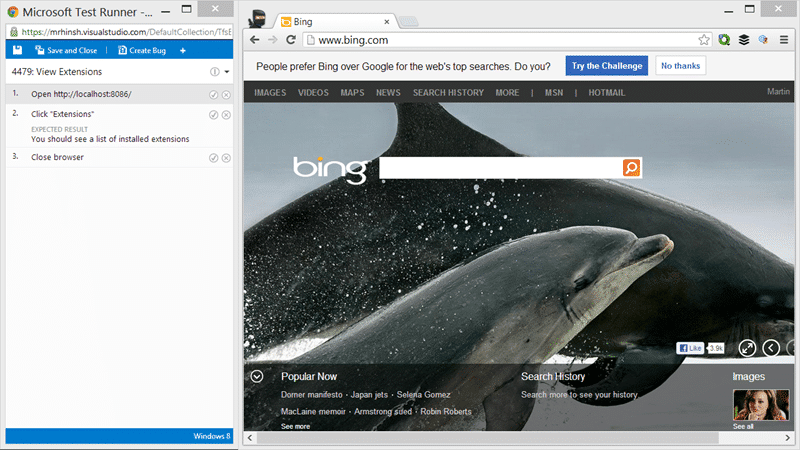 Microsoft Test Runner -...
https://mrhinsh.visualstudio.com/DefaultCollection/TfsE
Save and Close
Create Bug
4479: View Extensions
1. Open http://localhost:8086/
2. Click "Extensions"
EXPECTED RESULT
You should see a list of installed extensions
3. Close browser
Windows 8
Bing
www.bing.com
People prefer Bing over Google for the web's top searches. Do you?
Try the Challenge
No thanks
IMAGES VIDEOS MAPS NEWS SEARCH HISTORY MORE | MSN | HOTMAIL
Martin
bing
Like
3.9k
Popular Now
Domer manifesto · Japan jets · Selena Gomez
MacLaine memoir · Armstrong sued · Robin Roberts
See more
Search History
Search more to see your history
Images
See all